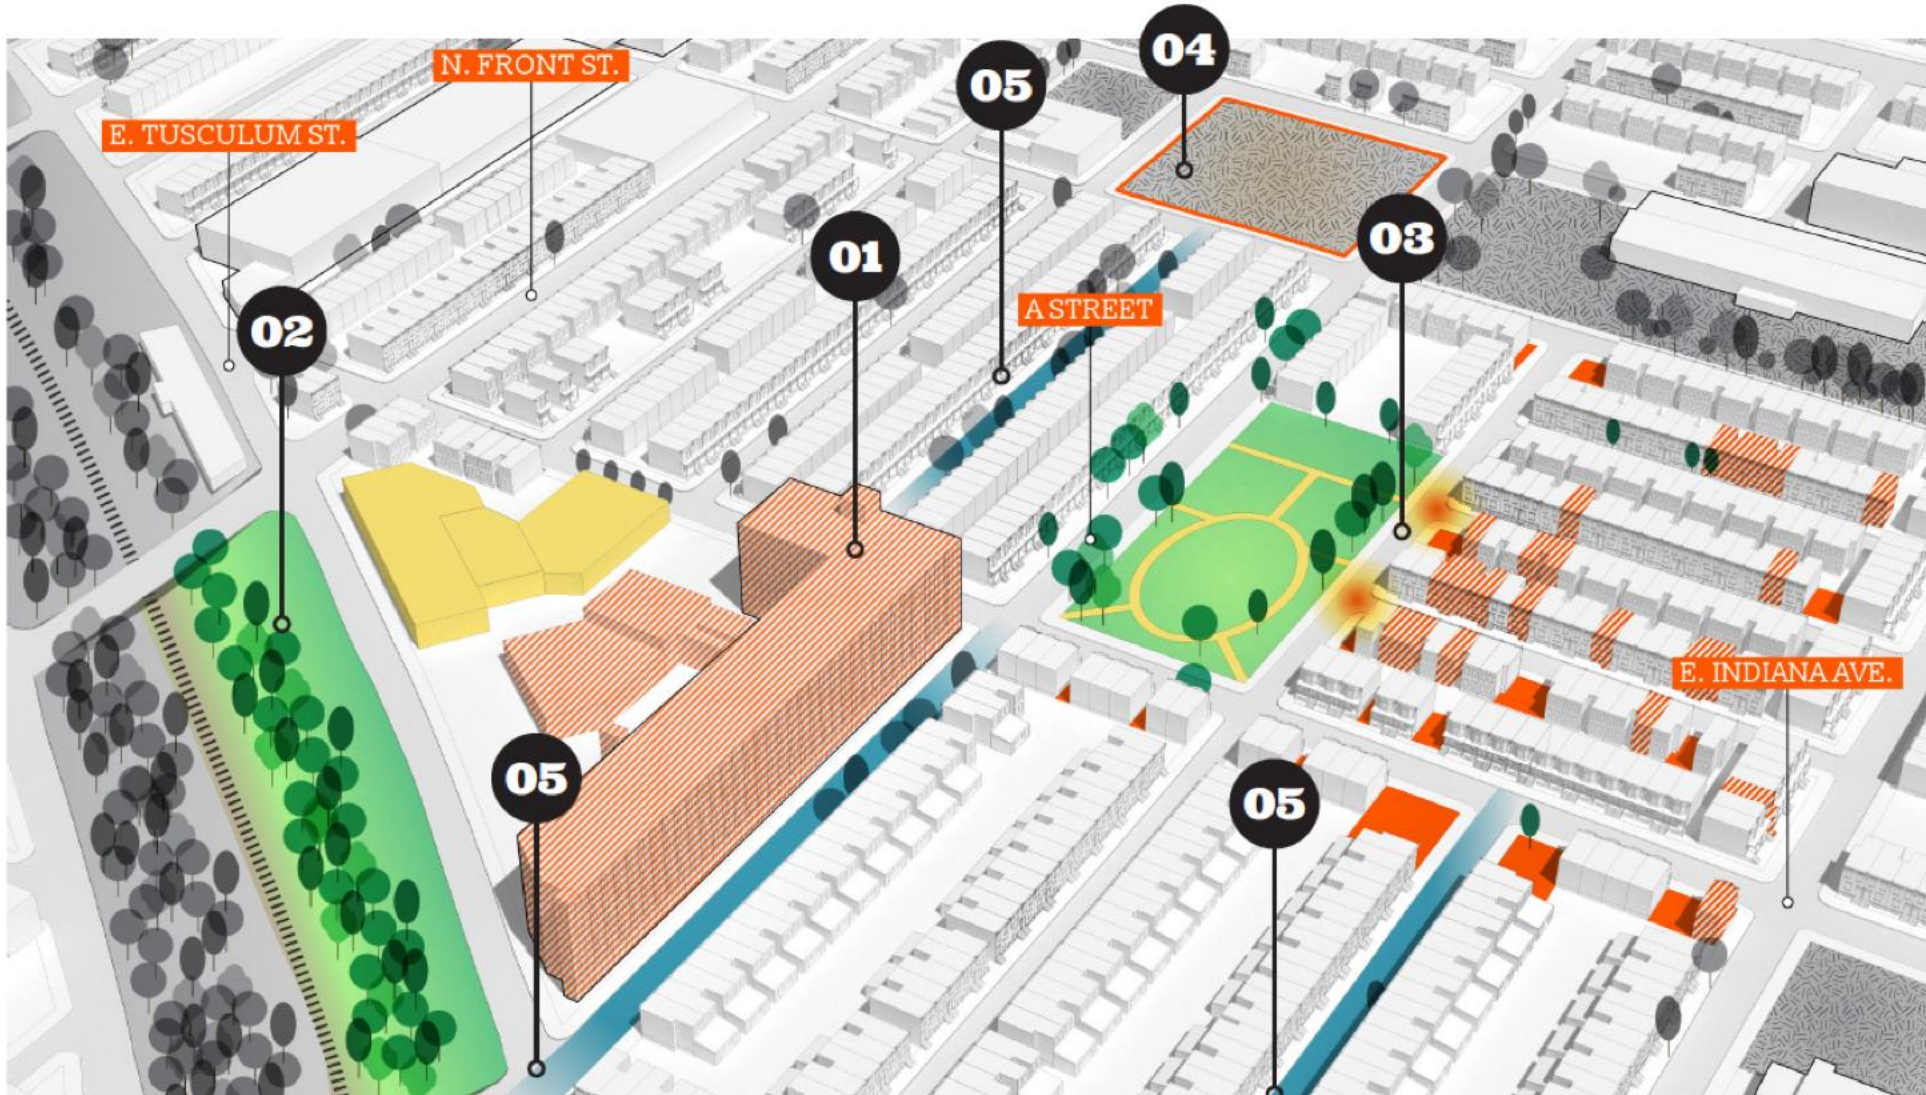 04
N. FRONT ST.
05
E. TUSCULUM ST.
03
01
A STREET
02
E. INDIANA AVE.
05
05